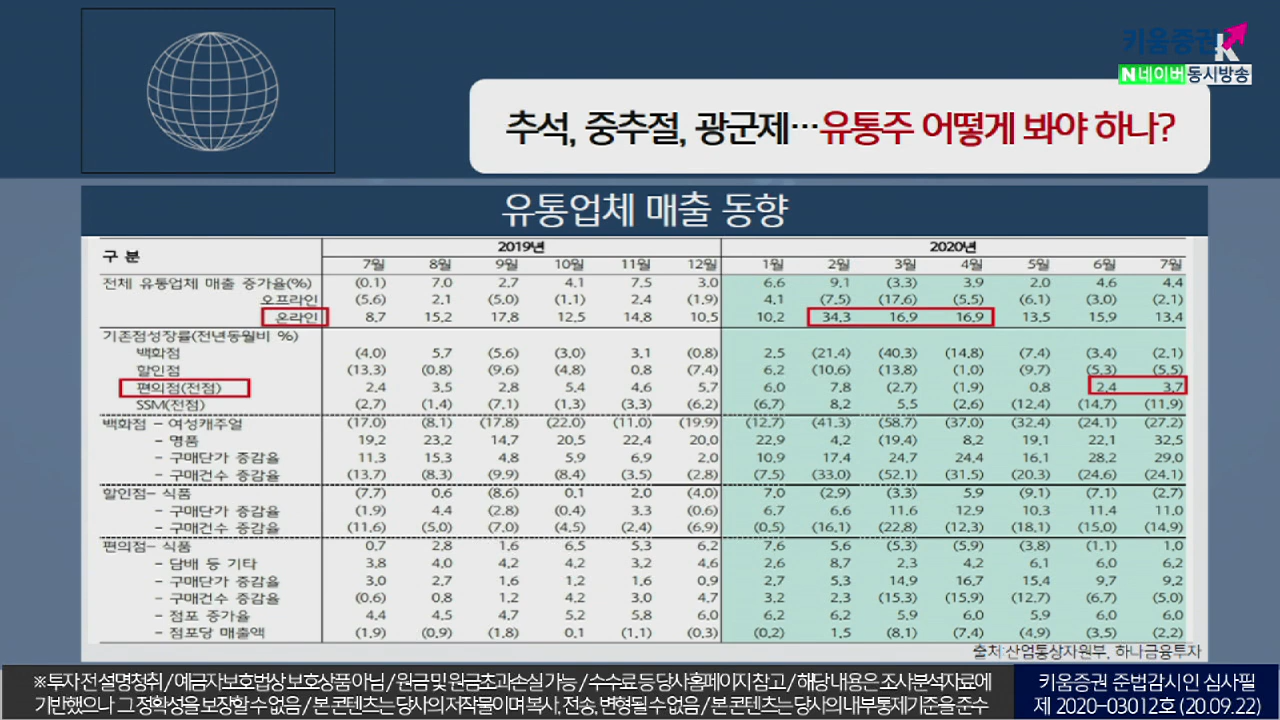 키움증권
N 네이버 동시방송
추석, 중추절, 광군제…유통주 어떻게 봐야 하나?
유통업체 매출 동향
구 분 2019년 2020년
7월 8월 9월 10월 11월 12월 1월 2월 3월 4월 5월 6월 7월
전체 유통업체 매출 증가율(%) (0.1) 7.0 2.7 4.1 7.5 3.0 6.6 9.1 (3.3) 3.9 2.0 4.6 4.4
오프라인 (5.6) 2.1 (5.0) (1.1) 2.4 (1.9) 4.1 (7.5) (17.6) (5.5) (6.1) (3.0) (2.1)
온라인 8.7 15.2 17.8 12.5 14.8 10.5 10.2 34.3 16.9 16.9 13.5 15.9 13.4
기존점성장률(전년동월비 %)
백화점 (4.0) 5.7 (5.6) (3.0) 3.1 (0.8) 2.5 (21.4) (40.3) (14.8) (7.4) (3.4) (2.1)
할인점 (13.3) (0.8) (9.6) (4.8) 0.8 (7.4) 6.2 (10.6) (13.8) (1.0) (9.7) (5.3) (5.5)
편의점(전점) 2.4 3.5 2.8 5.4 4.6 5.7 6.0 7.8 (2.7) (1.9) 0.8 2.4 3.7
SSM(전점) (2.7) (1.4) (7.1) (1.3) (3.3) (6.2) (6.7) 8.2 5.5 (2.6) (12.4) (14.7) (11.9)
백화점 - 여성캐주얼 (17.0) (8.1) (17.8) (22.0) (11.0) (19.9) (12.7) (41.3) (58.7) (37.0) (32.4) (24.1) (27.2)
- 명품 19.2 23.2 14.7 20.5 22.4 20.0 22.9 4.2 (19.4) 8.2 19.1 22.1 32.5
- 구매단가 증감율 11.3 15.3 4.8 5.9 6.9 2.0 10.9 17.4 24.7 24.4 16.1 28.2 29.0
- 구매건수 증감율 (13.7) (8.3) (9.9) (8.4) (3.5) (2.8) (7.5) (33.0) (52.1) (31.5) (20.3) (24.6) (24.1)
할인점- 식품 (7.7) 0.6 (8.6) 0.1 2.0 (4.0) 7.0 (2.9) (3.3) 5.9 (9.1) (7.1) (2.7)
- 구매단가 증감율 (1.9) 4.4 (2.8) (0.4) 3.3 (0.6) 6.7 6.6 11.6 12.9 10.3 11.4 11.0
- 구매건수 증감율 (11.6) (5.0) (7.0) (4.5) (2.4) (6.9) (0.5) (16.1) (22.8) (12.3) (18.1) (15.0) (14.9)
편의점- 식품 0.7 2.8 1.6 6.5 5.3 6.2 7.6 5.6 (5.3) (5.9) (3.8) (1.1) 1.0
- 담배 등 기타 3.8 4.0 4.2 4.2 3.2 4.6 2.6 8.7 2.3 4.2 6.1 6.0 6.2
- 구매단가 증감율 3.0 2.7 1.6 1.2 1.6 0.9 2.7 5.3 14.9 16.7 15.4 9.7 9.2
- 구매건수 증감율 (0.6) 0.8 1.2 4.2 3.0 4.7 3.2 2.3 (15.3) (15.9) (12.7) (6.7) (5.0)
- 점포 증가율 4.4 4.5 4.7 5.2 5.8 6.0 6.2 6.2 5.9 6.0 5.9 6.0 6.0
- 점포당 매출액 (1.9) (0.9) (1.8) 0.1 (1.1) (0.3) (0.2) 1.5 (8.1) (7.4) (4.9) (3.5) (2.2)
출처:산업통상자원부, 하나금융투자
※ 투자 전 설명청취 / 예금자보호법상 보호상품 아님 / 원금 및 원금초과손실 가능 / 수수료 등 당사홈페이지 참고 / 해당 내용은 조사분석자료에
기반했으나 그 정확성을 보장할 수 없음 / 본 콘텐츠는 당사의 저작물이며 복사, 전송, 변형될 수 없음 / 본 콘텐츠는 당사의 내부통제기준을 준수
키움증권 준법감시인 심사필
제 2020-03012호 (20.09.22)